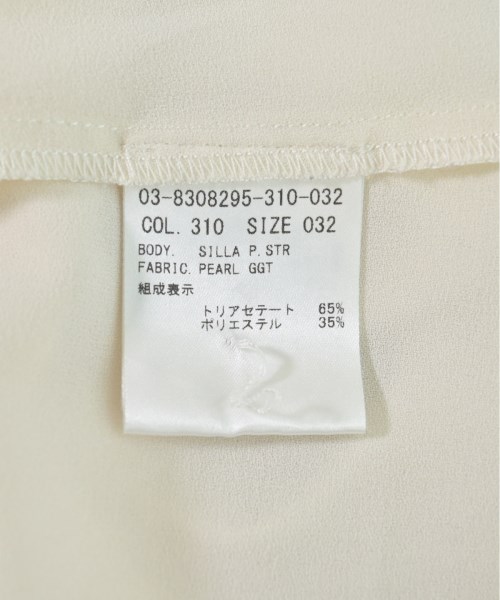 03-8308295-310-032
COL. 310 SIZE 032
BODY. SILLA P.STR
FABRIC. PEARL GGT
組成表示
トリアセテート 65%
ポリエステル 35%